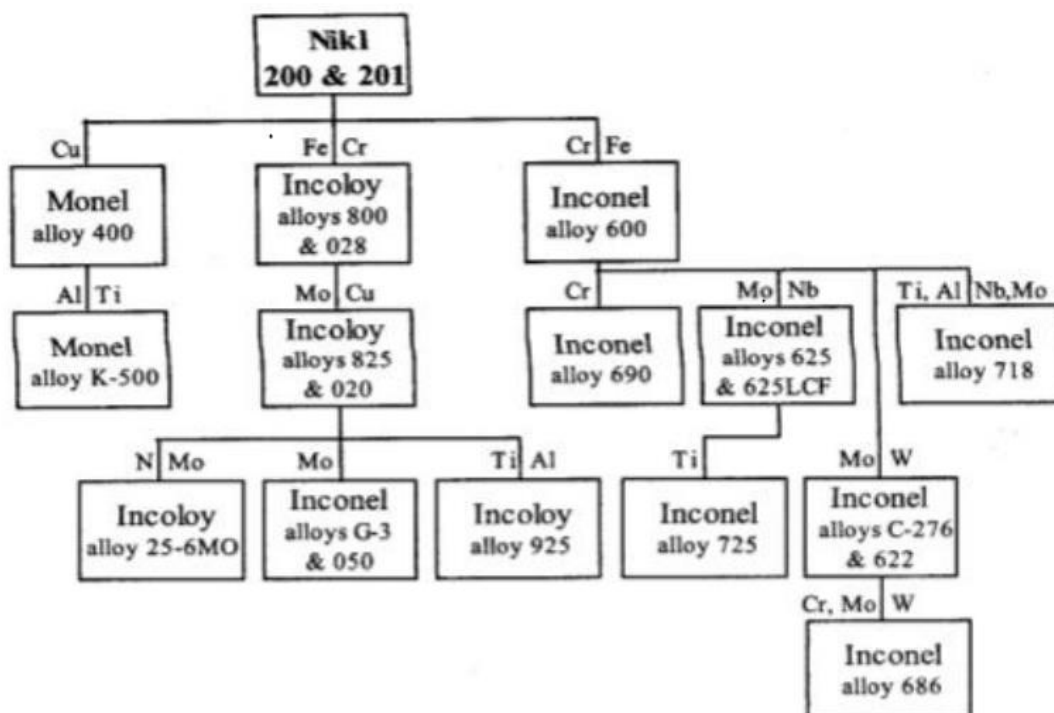 Nikl
200 & 201
Cu
Fe Cr
Cr Fe
Monel
alloy 400
Incoloy
alloys 800
& 028
Inconel
alloy 600
Al Ti
Mo Cu
Cr
Mo Nb
Ti, Al Nb,Mo
Monel
alloy K-500
Incoloy
alloys 825
& 020
Inconel
alloy 690
Inconel
alloys 625
& 625LCF
Inconel
alloy 718
N Mo
Mo
Ti Al
Ti
Mo W
Incoloy
alloy 25-6MO
Inconel
alloys G-3
& 050
Incoloy
alloy 925
Inconel
alloy 725
Inconel
alloys C-276
& 622
Cr, Mo W
Inconel
alloy 686